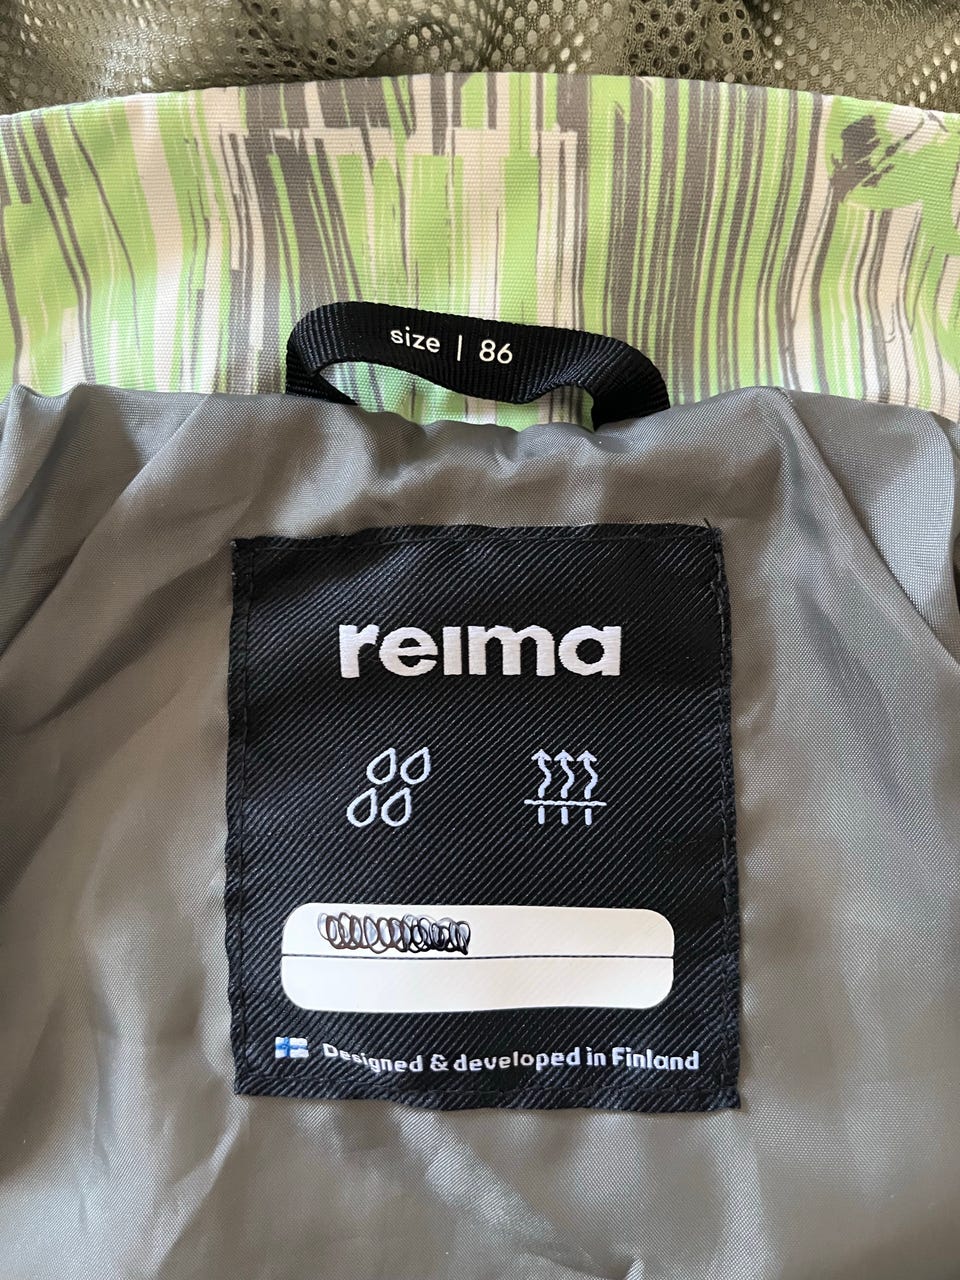 size | 86
reima
Designed & developed in Finland